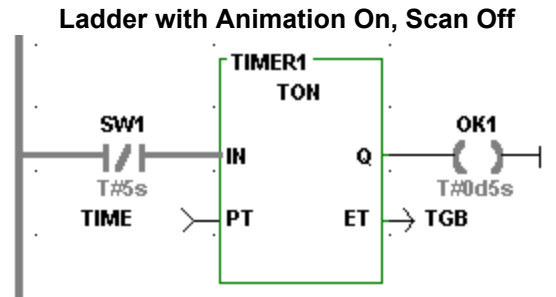 Ladder with Animation On, Scan Off
TIMER1
TON
SW1
OK1
IN
Q
T#5s
T#0d5s
TIME
PT
ET
TGB